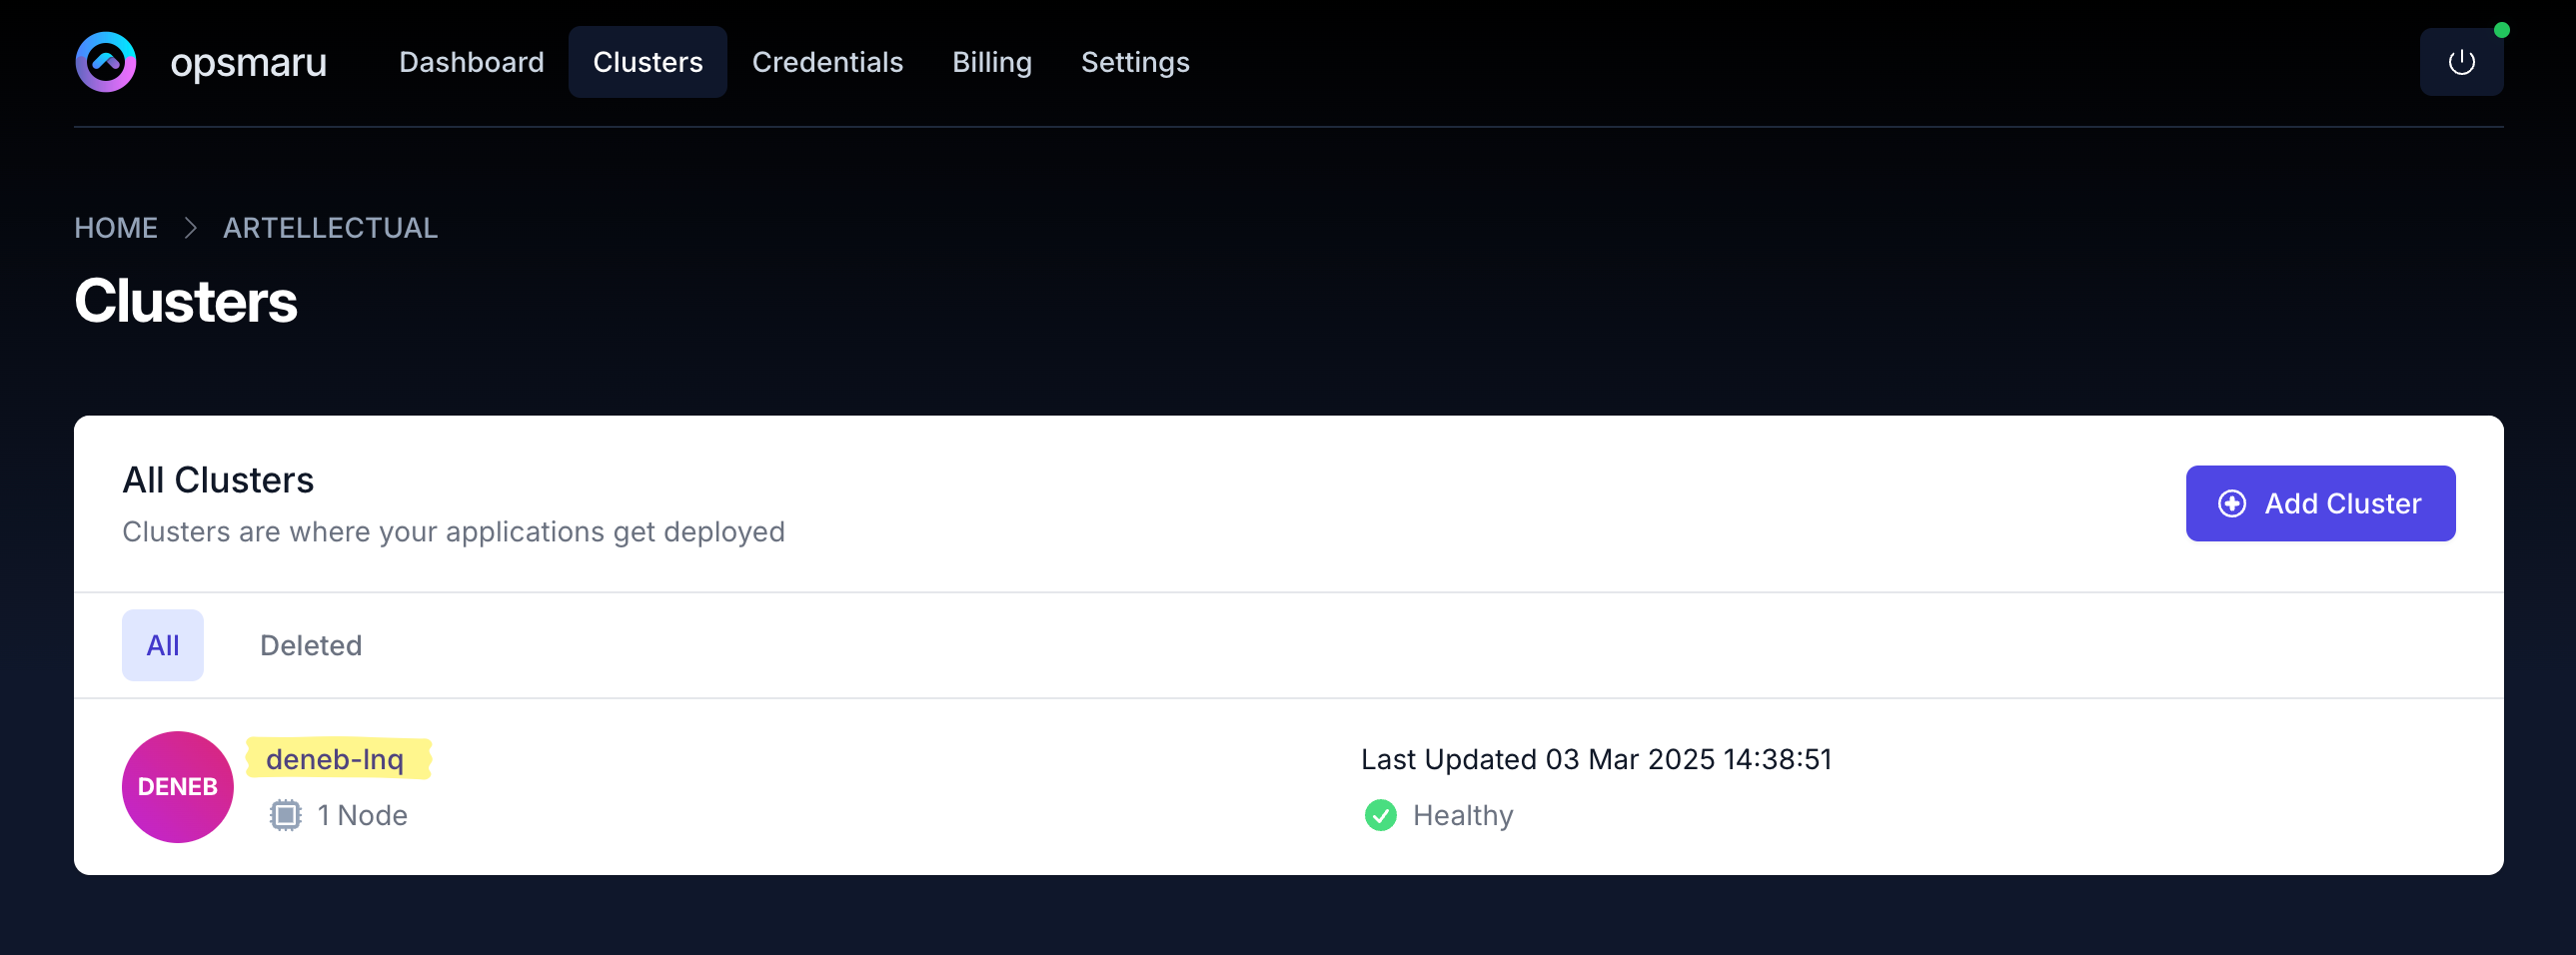 opsmaru Dashboard Clusters Credentials Billing Settings
HOME ARTELLECTUAL
Clusters
All Clusters
Clusters are where your applications get deployed
Add Cluster
All Deleted
DENEB
deneb-lnq
1 Node
Last Updated 03 Mar 2025 14:38:51
Healthy